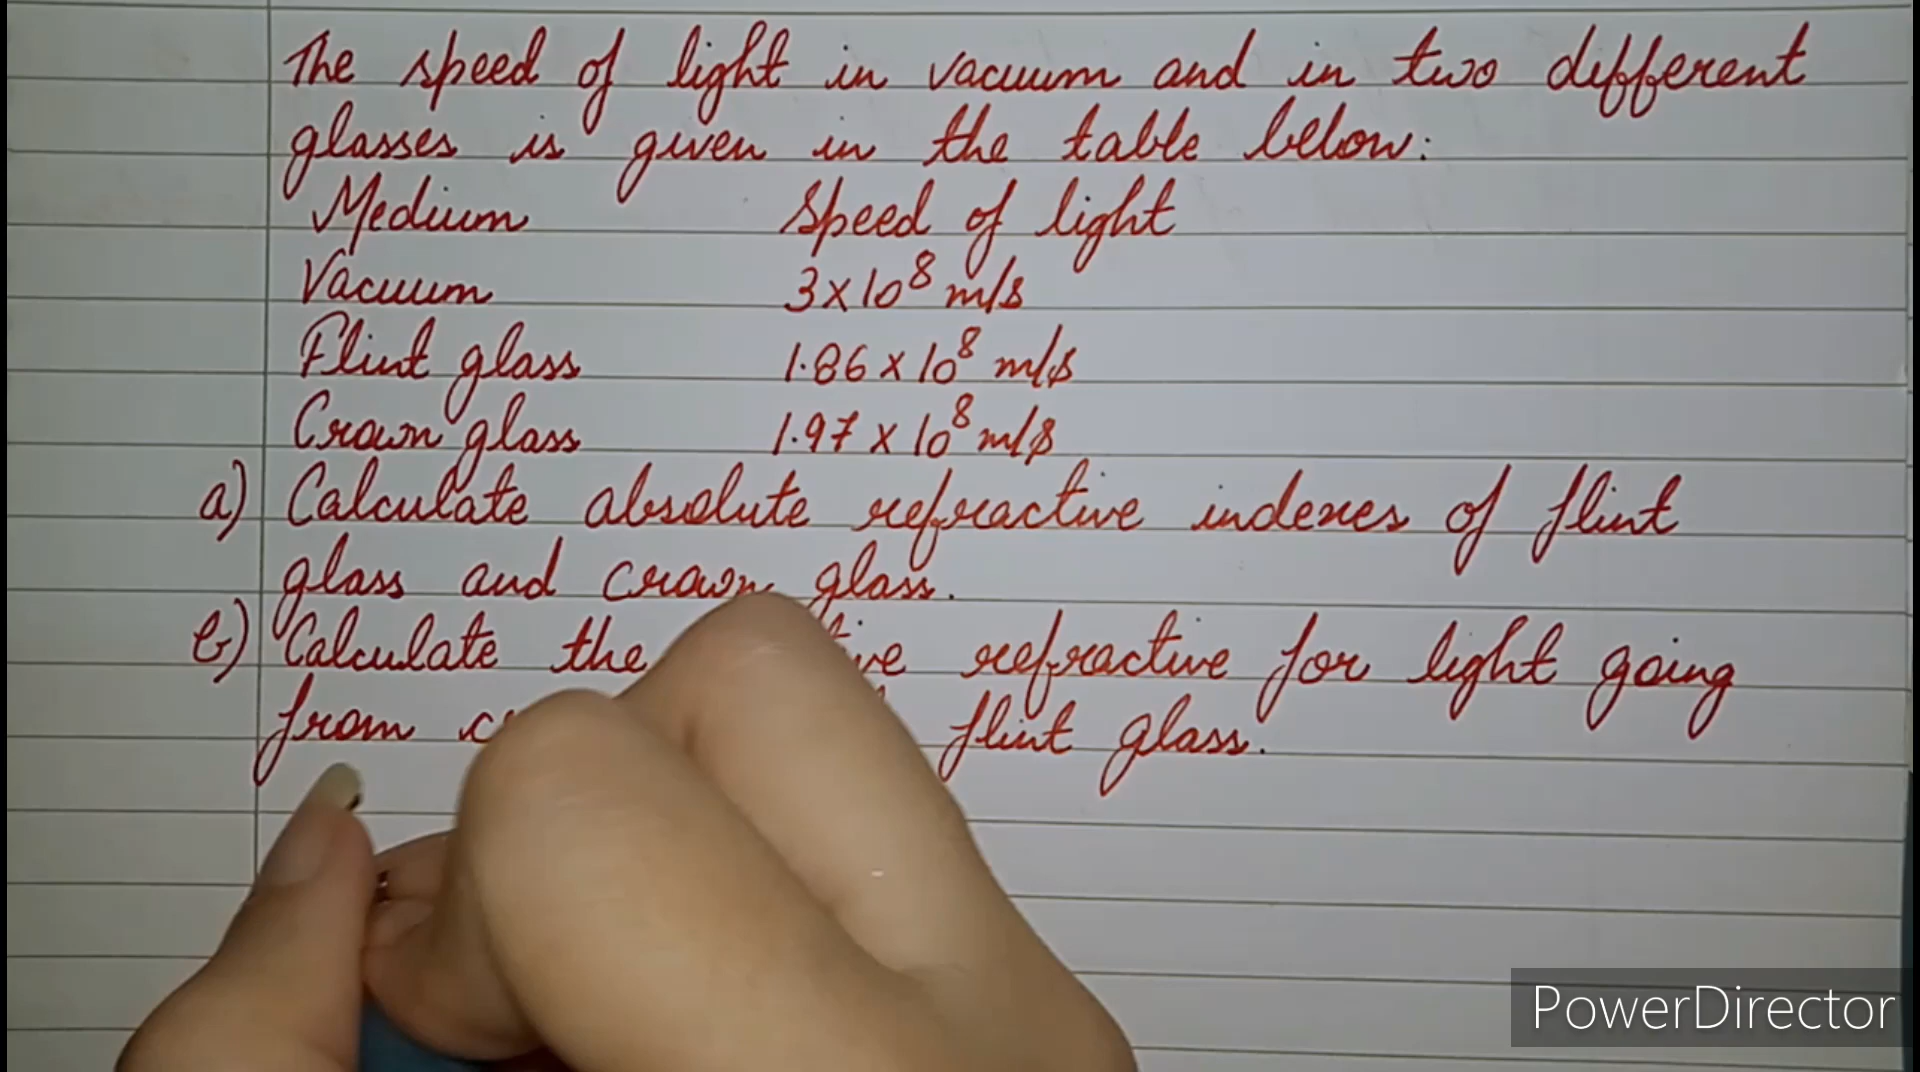 The speed of light in vacuum and in two different
glasses is given in the table below:
Medium Speed of light
Vacuum 3x10⁸ m/s
Flint glass 1.86 x 10⁸ m/s
Crown glass 1.97 x 10⁸ m/s
a) Calculate absolute refractive indexes of flint
glass and crown glass.
b) Calculate the refractive for light going
from flint glass.
PowerDirector